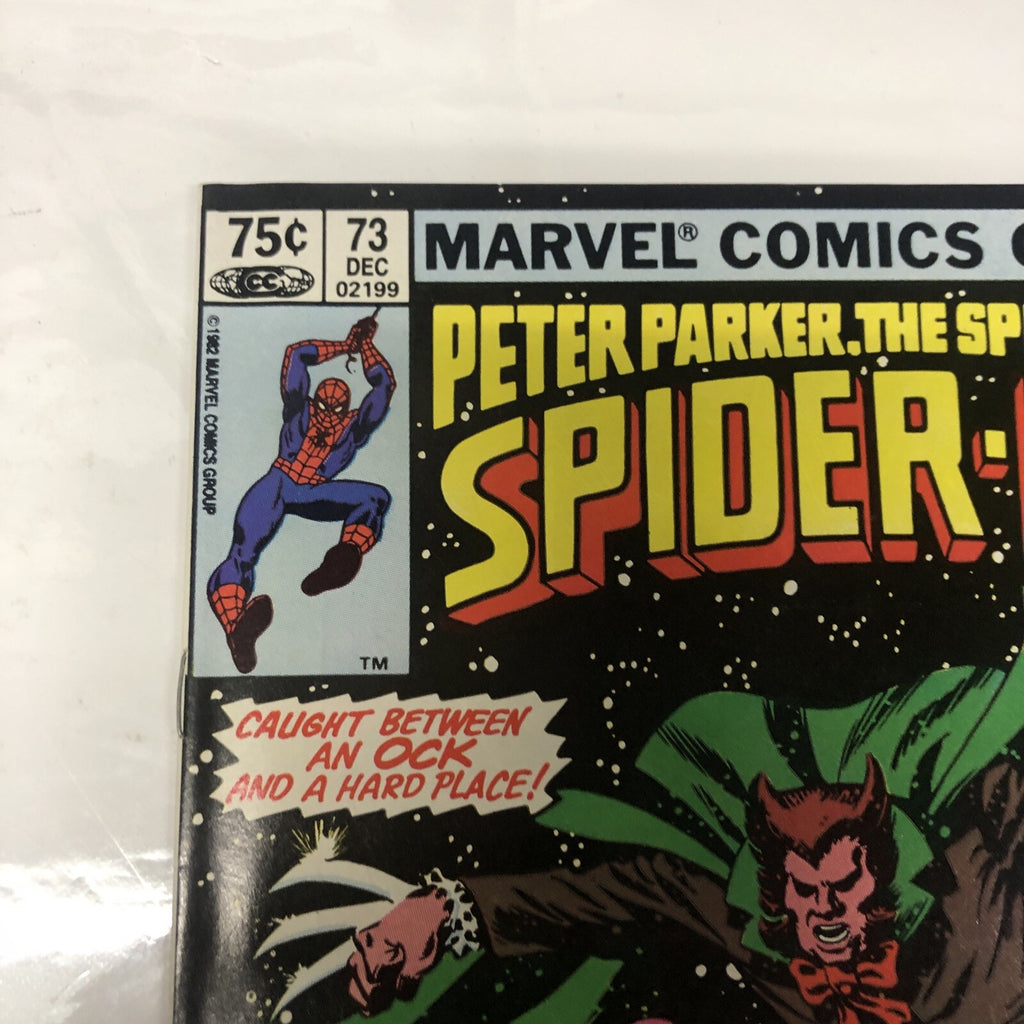 75¢
CC
73
DEC
02199
MARVEL® COMICS
©1982 MARVEL COMICS GROUP
PETER PARKER, THE SP
SPIDER-
TM
CAUGHT BETWEEN
AN OCK
AND A HARD PLACE!